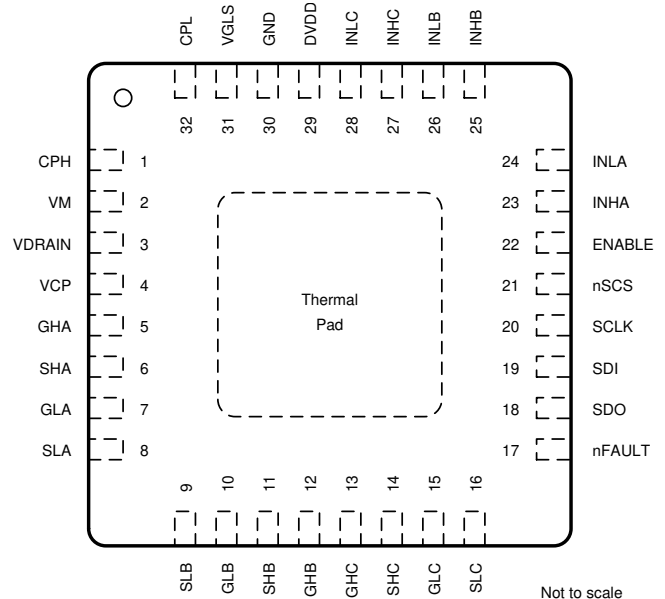 CPL
VGLS
GND
DVDD
INLC
INHC
INLB
INHB
32
31
30
29
28
27
26
25
CPH 1
VM 2
VDRAIN 3
VCP 4
GHA 5
SHA 6
GLA 7
SLA 8
24 INLA
23 INHA
22 ENABLE
21 nSCS
20 SCLK
19 SDI
18 SDO
17 nFAULT
Thermal
Pad
9
10
11
12
13
14
15
16
SLB
GLB
SHB
GHB
GHC
SHC
GLC
SLC
Not to scale